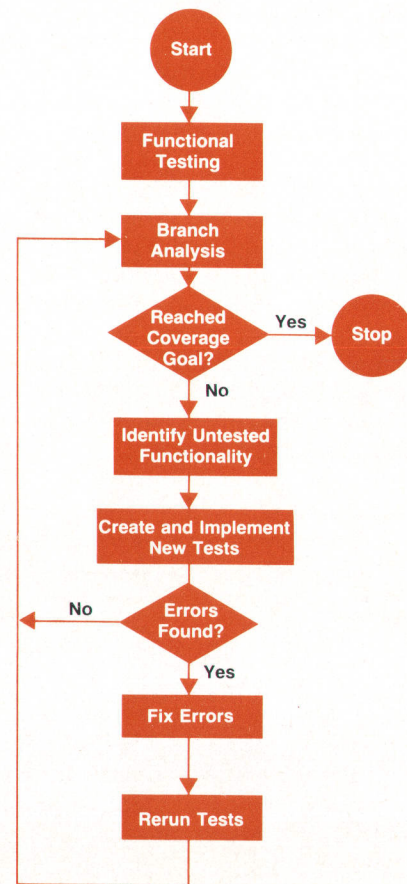 Start
Functional
Testing
Branch
Analysis
Reached
Coverage
Goal?
Yes
Stop
No
Identify Untested
Functionality
Create and Implement
New Tests
No
Errors
Found?
Yes
Fix Errors
Rerun Tests